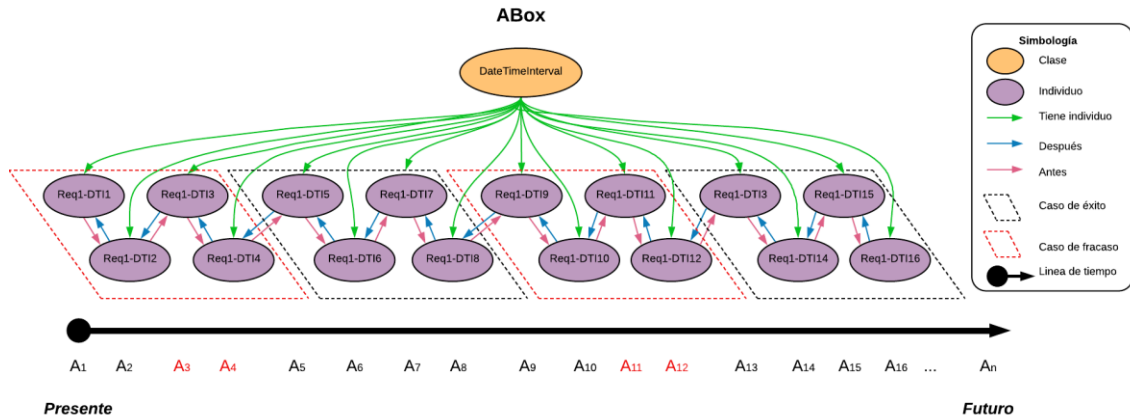 ABox
DateTimeInterval
Req1-DTI1 Req1-DTI3 Req1-DTI5 Req1-DTI7 Req1-DTI9 Req1-DTI11 Req1-DTI3 Req1-DTI15
Req1-DTI2 Req1-DTI4 Req1-DTI6 Req1-DTI8 Req1-DTI10 Req1-DTI12 Req1-DTI14 Req1-DTI16
A1 A2 A3 A4 A5 A6 A7 A8 A9 A10 A11 A12 A13 A14 A15 A16 ... An
Presente Futuro
Simbología
Clase
Individuo
Tiene individuo
Después
Antes
Caso de éxito
Caso de fracaso
Linea de tiempo